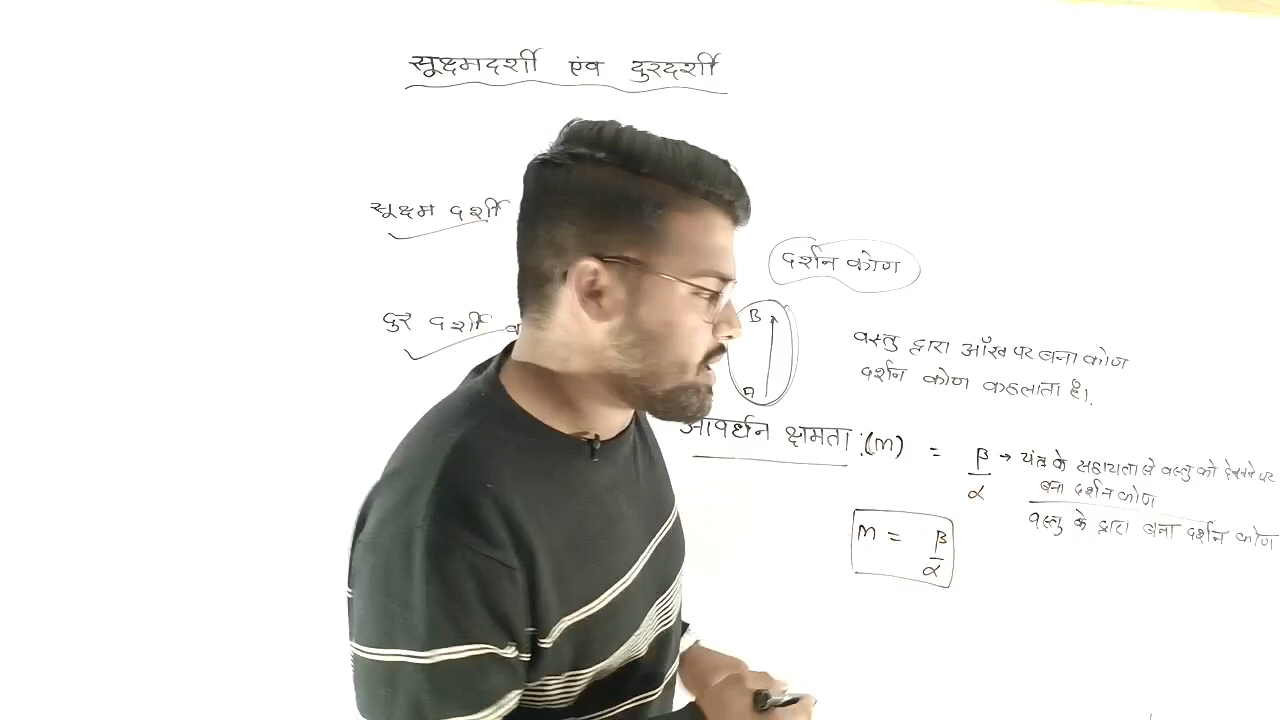 सूक्ष्मदर्शी एंव दुरदर्शी
सूक्ष्म दर्शी
दुर दर्शी
दर्शन कोण
B
A
वस्तु द्वारा आँख पर बना कोण
दर्शन कोण कहलाता है।
आवर्धन क्षमता :(m) = β/α → यंत्र के सहायता से वस्तु को देखने पर
बना दर्शन कोण
वस्तु के द्वारा बना दर्शन कोण
m = β/α